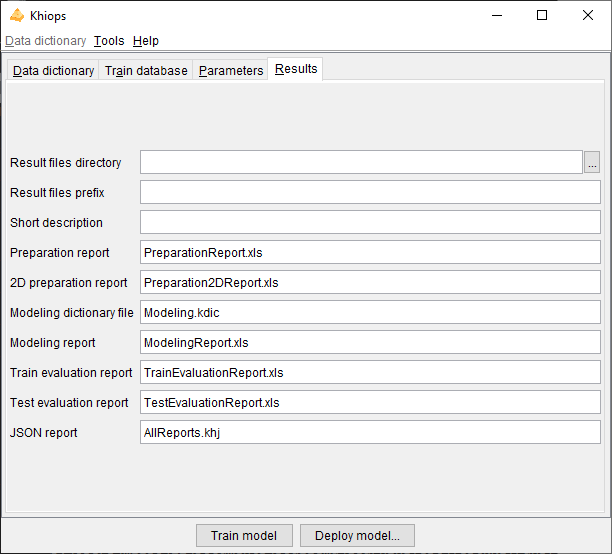 Khiops
Data dictionary Tools Help
Data dictionary Train database Parameters Results
Result files directory ...
Result files prefix
Short description
Preparation report PreparationReport.xls
2D preparation report Preparation2DReport.xls
Modeling dictionary file Modeling.kdic
Modeling report ModelingReport.xls
Train evaluation report TrainEvaluationReport.xls
Test evaluation report TestEvaluationReport.xls
JSON report AllReports.khj
Train model Deploy model...